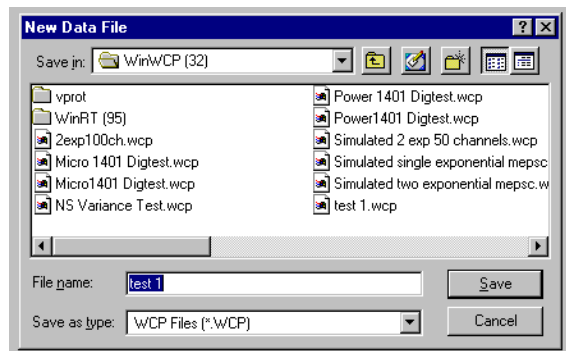 New Data File
Save in: WinWCP (32)
vprot
WinRT (95)
2exp100ch.wcp
Micro 1401 Digtest.wcp
Micro1401 Digtest.wcp
NS Variance Test.wcp
Power 1401 Digtest.wcp
Power1401 Digtest.wcp
Simulated 2 exp 50 channels.wcp
Simulated single exponential mepsc
Simulated two exponential mepsc.w
test 1.wcp
File name: test 1
Save
Save as type: WCP Files (*.WCP)
Cancel